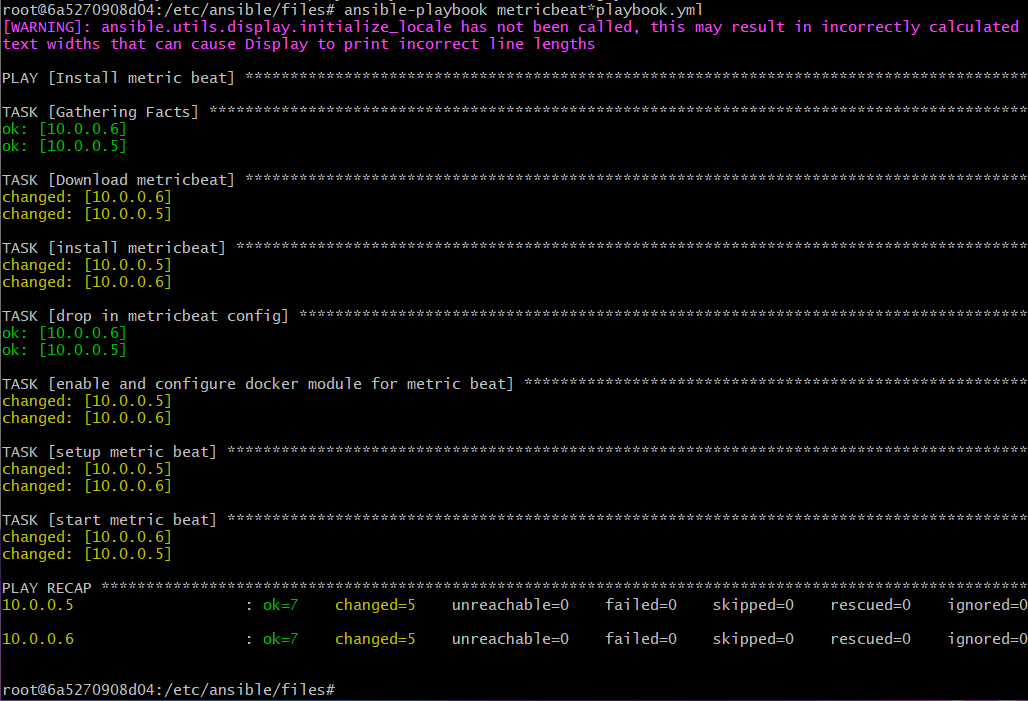 root@6a5270908d04:/etc/ansible/files# ansible-playbook metricbeat*playbook.yml
[WARNING]: ansible.utils.display.initialize_locale has not been called, this may result in incorrectly calculated
text widths that can cause Display to print incorrect line lengths
PLAY [Install metric beat] ***************************************************************************************
TASK [Gathering Facts] *******************************************************************************************
ok: [10.0.0.6]
ok: [10.0.0.5]
TASK [Download metricbeat] ***************************************************************************************
changed: [10.0.0.6]
changed: [10.0.0.5]
TASK [install metricbeat] ****************************************************************************************
changed: [10.0.0.5]
changed: [10.0.0.6]
TASK [drop in metricbeat config] *********************************************************************************
ok: [10.0.0.6]
ok: [10.0.0.5]
TASK [enable and configure docker module for metric beat] ********************************************************
changed: [10.0.0.5]
changed: [10.0.0.6]
TASK [setup metric beat] *****************************************************************************************
changed: [10.0.0.5]
changed: [10.0.0.6]
TASK [start metric beat] *****************************************************************************************
changed: [10.0.0.6]
changed: [10.0.0.5]
PLAY RECAP *******************************************************************************************************
10.0.0.5                   : ok=7    changed=5    unreachable=0    failed=0    skipped=0    rescued=0    ignored=0
10.0.0.6                   : ok=7    changed=5    unreachable=0    failed=0    skipped=0    rescued=0    ignored=0
root@6a5270908d04:/etc/ansible/files#